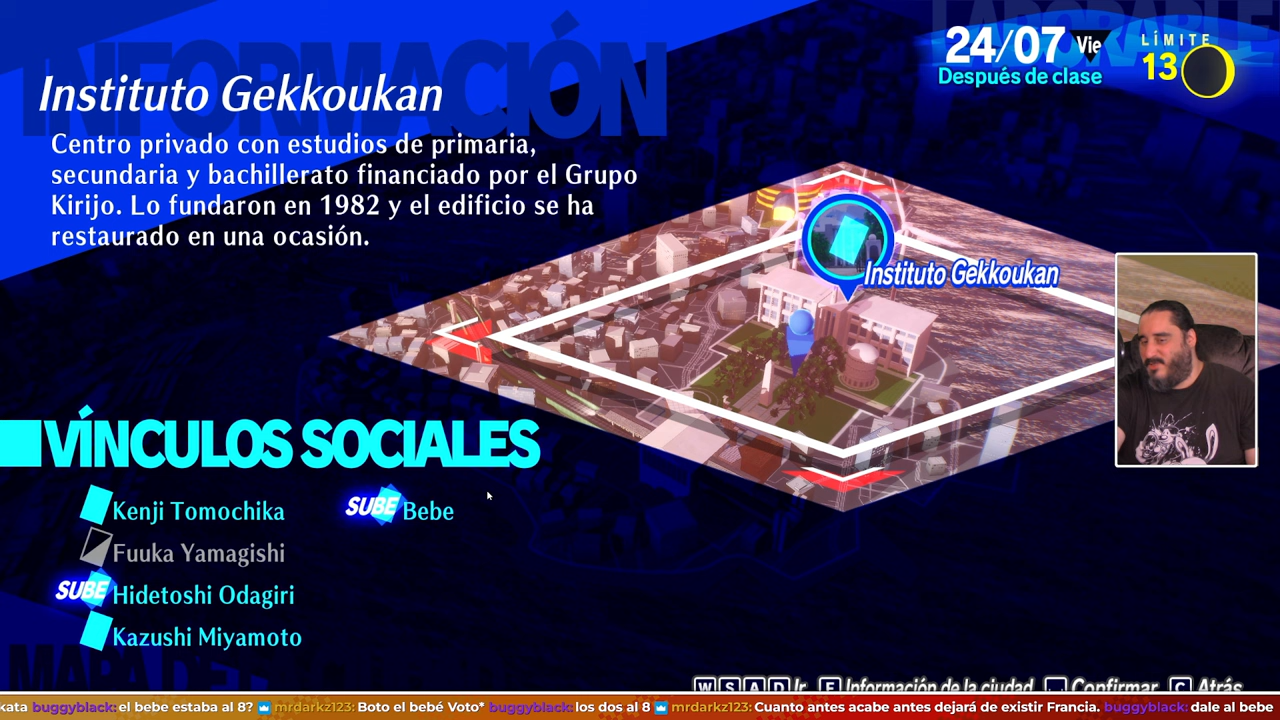 INFORMACIÓN
Instituto Gekkoukan
Centro privado con estudios de primaria,
secundaria y bachillerato financiado por el Grupo
Kirijo. Lo fundaron en 1982 y el edificio se ha
restaurado en una ocasión.
LABORABLE
24/07 Vie
Después de clase
LÍMITE
13
Instituto Gekkoukan
VÍNCULOS SOCIALES
Kenji Tomochika
SUBE Bebe
Fuuka Yamagishi
SUBE Hidetoshi Odagiri
Kazushi Miyamoto
W S A D Ir F Información de la ciudad Confirmar C Atrás
kata buggyblack: el bebe estaba al 8? mrdarkz123: Boto el bebé Voto* buggyblack: los dos al 8 mrdarkz123: Cuanto antes acabe antes dejará de existir Francia. buggyblack: dale al bebe